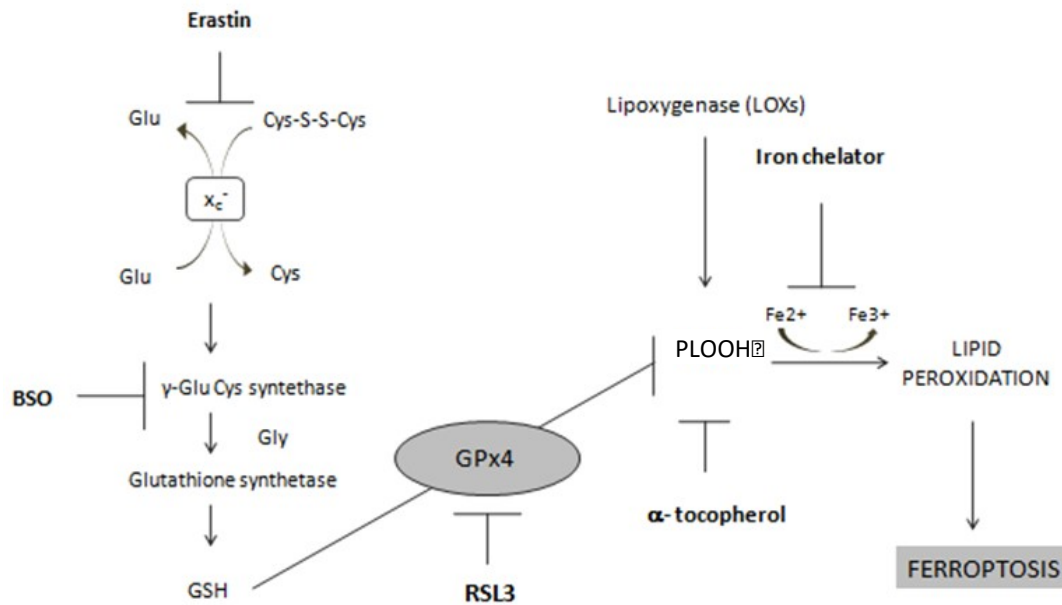 Erastin
Glu
Cys-S-S-Cys
xc-
Glu
Cys
BSO
γ-Glu Cys syntethase
Gly
Glutathione synthetase
GSH
GPx4
RSL3
Lipoxygenase (LOXs)
Iron chelator
Fe2+
Fe3+
PLOOH⍰
LIPID
PEROXIDATION
α- tocopherol
FERROPTOSIS